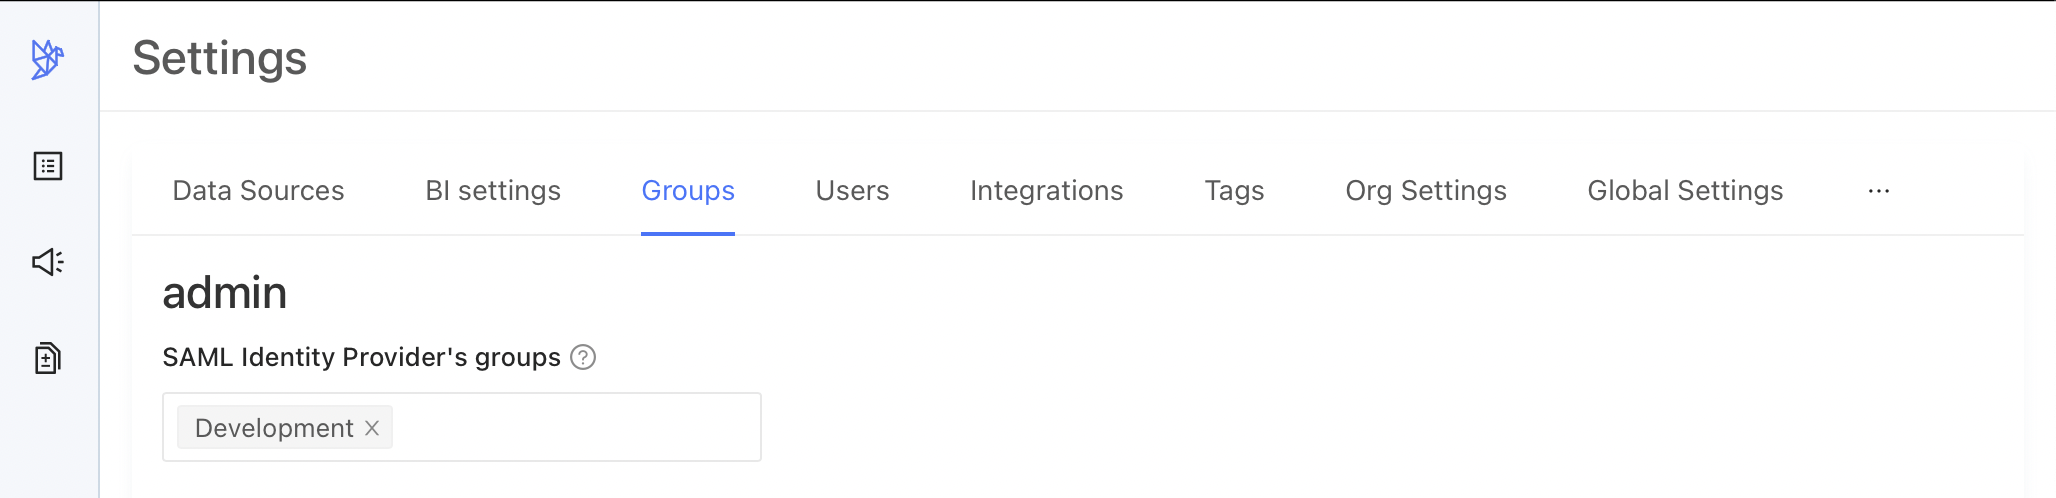 Settings
Data Sources BI settings Groups Users Integrations Tags Org Settings Global Settings ···
admin
SAML Identity Provider's groups ?
Development ×